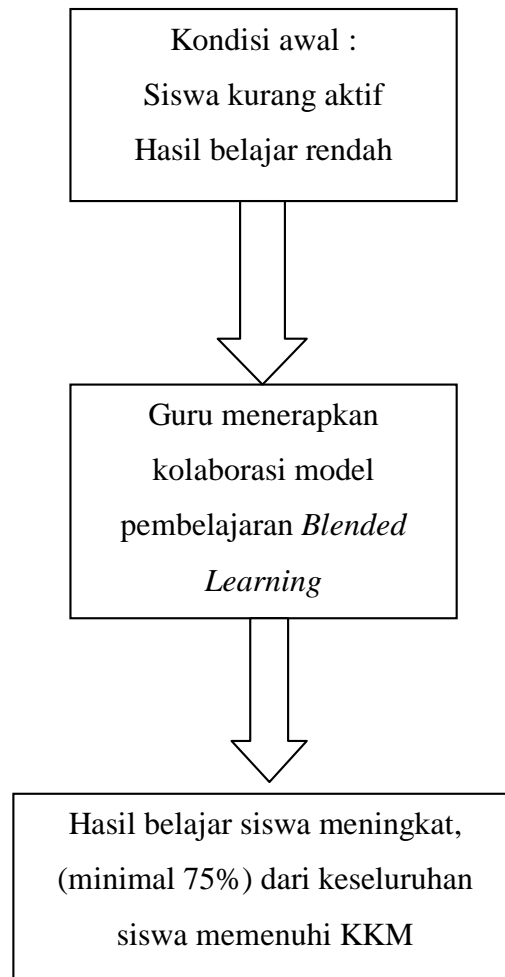 Kondisi awal :
Siswa kurang aktif
Hasil belajar rendah
Guru menerapkan
kolaborasi model
pembelajaran Blended
Learning
Hasil belajar siswa meningkat,
(minimal 75%) dari keseluruhan
siswa memenuhi KKM